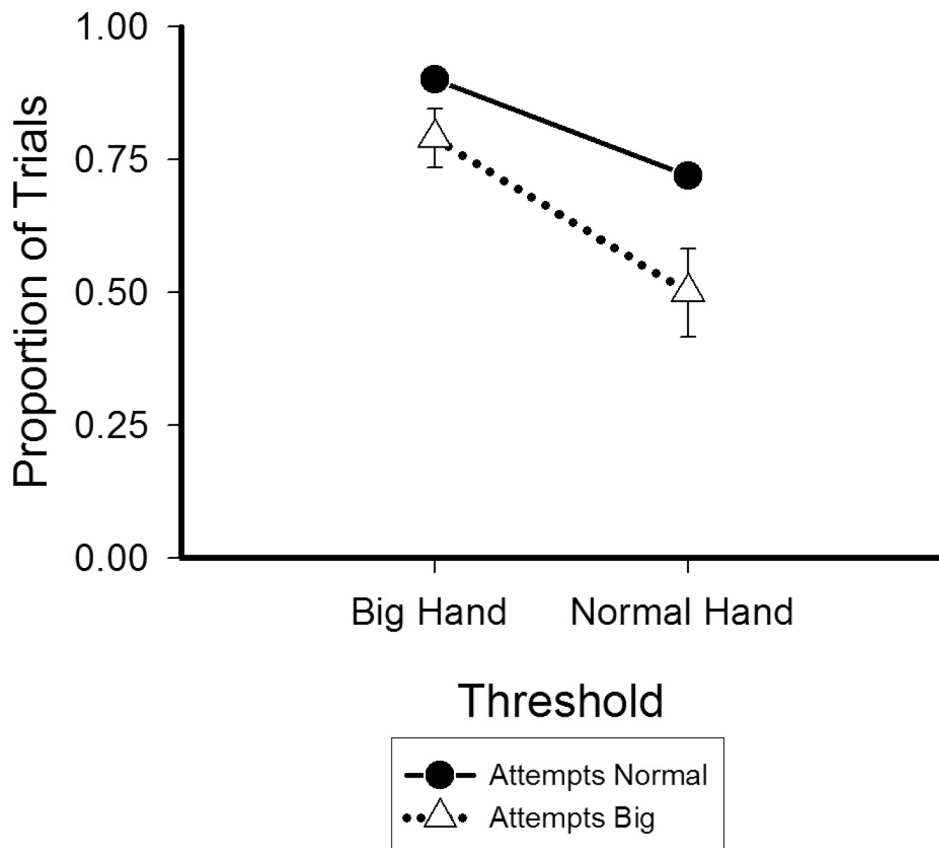 Proportion of Trials
1.00
0.75
0.50
0.25
0.00
Big Hand Normal Hand
Threshold
Attempts Normal
Attempts Big